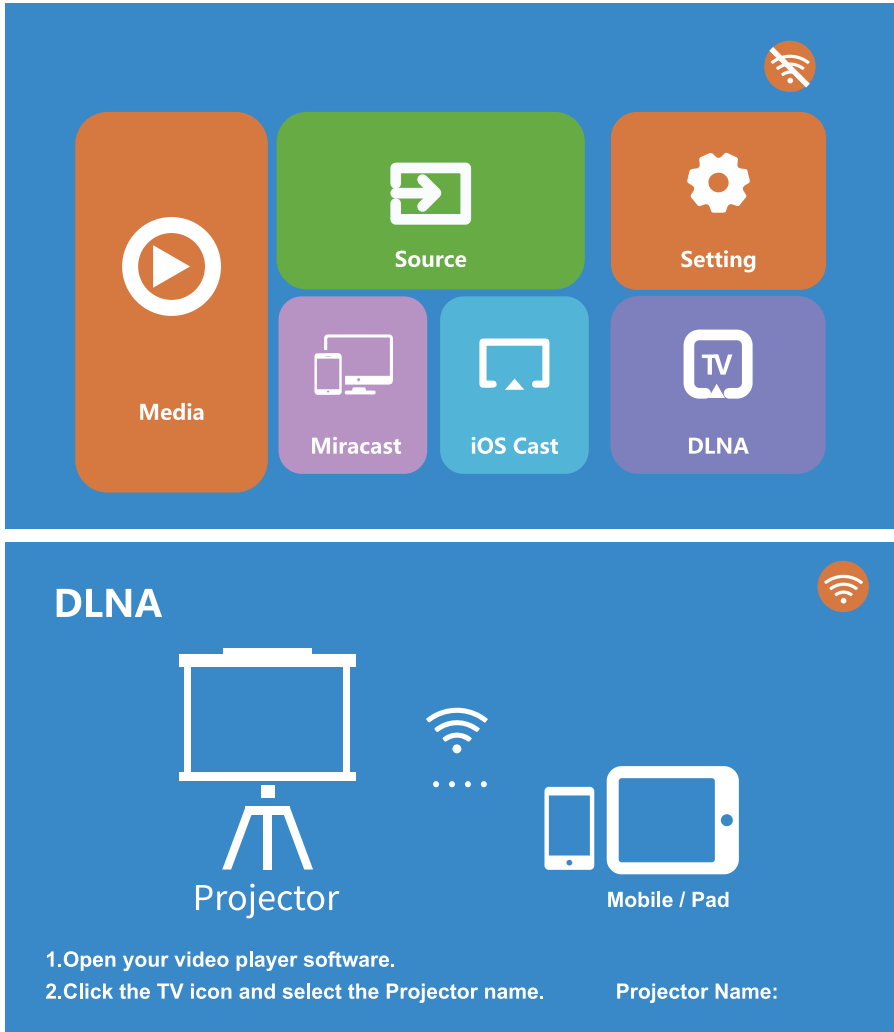 Source
Setting
Media
Miracast
iOS Cast
TV
DLNA
DLNA
Projector
Mobile / Pad
1.Open your video player software.
2.Click the TV icon and select the Projector name. Projector Name: